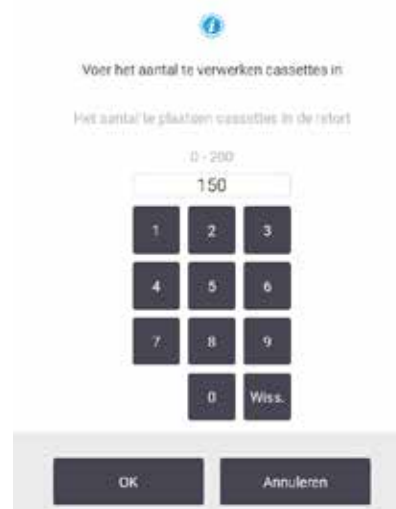 i
Voer het aantal te verwerken cassettes in
Het aantal te plaatsen cassettes in de retort
0 - 200
150
1 2 3
4 5 6
7 8 9
0 Wiss.
OK Annuleren